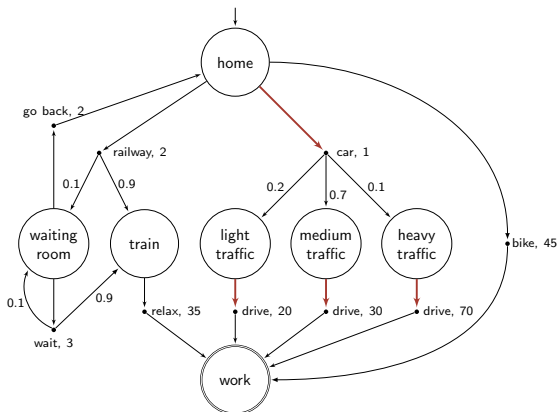 home
go back, 2
railway, 2
car, 1
0.1
0.9
0.2
0.7
0.1
waiting
room
train
light
traffic
medium
traffic
heavy
traffic
bike, 45
0.1
0.9
relax, 35
drive, 20
drive, 30
drive, 70
wait, 3
work